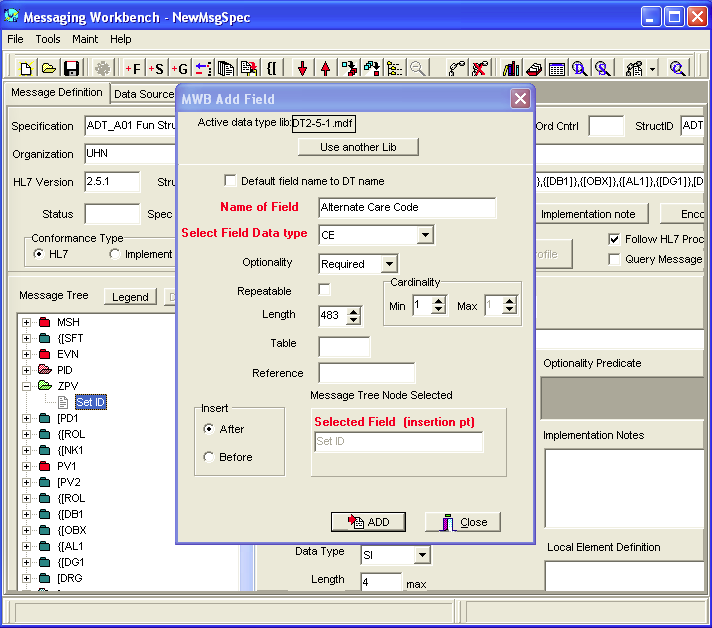 Messaging Workbench - NewMsgSpec
File Tools Maint Help
+F +S +G {[
Message Definition Data Source
Specification ADT_A01 Fun Stru Ord Cntrl StructID ADT
Organization UHN
HL7 Version 2.5.1 Stru },{[DB1]},{[OBX]},{[AL1]},{[DG1]},[D
Status Spec Implementation note Enco
Conformance Type
HL7 Implement ofile
Follow HL7 Proc
Query Message
Message Tree Legend D
MSH
{[SFT
EVN
PID
ZPV
Set ID
[PD1
{[ROL
{[NK1
PV1
[PV2
{[ROL
{[DB1
{[OBX
{[AL1
{[DG1
[DRG
MWB Add Field
Active data type lib: DT2-5-1.mdf
Use another Lib
Default field name to DT name
Name of Field Alternate Care Code
Select Field Data type CE
Optionality Required
Repeatable
Cardinality
Min 1 Max 1
Length 483
Table
Reference
Message Tree Node Selected
Insert
After
Before
Selected Field (insertion pt)
Set ID
ADD Close
Data Type SI
Length 4 max
Optionality Predicate
Implementation Notes
Local Element Definition